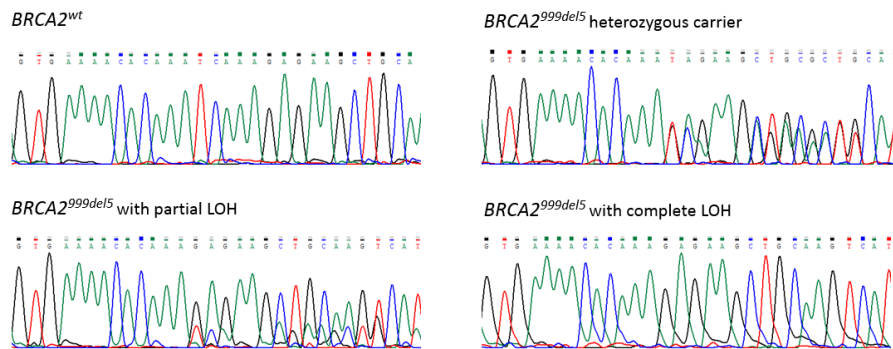 BRCA2wt
G T G A A A A C A C A A A T C A A A G A G A A G C T G C A
BRCA2999del5 heterozygous carrier
G T G A A A A C A C A A A T A G A A G C T G C G C T G C A
BRCA2999del5 with partial LOH
G T G A A A A C A C A A A G A G A A G C T G C A A G T C A T
BRCA2999del5 with complete LOH
G T G A A A A C A C A A A G A G A A G C T G C A A G T C A T